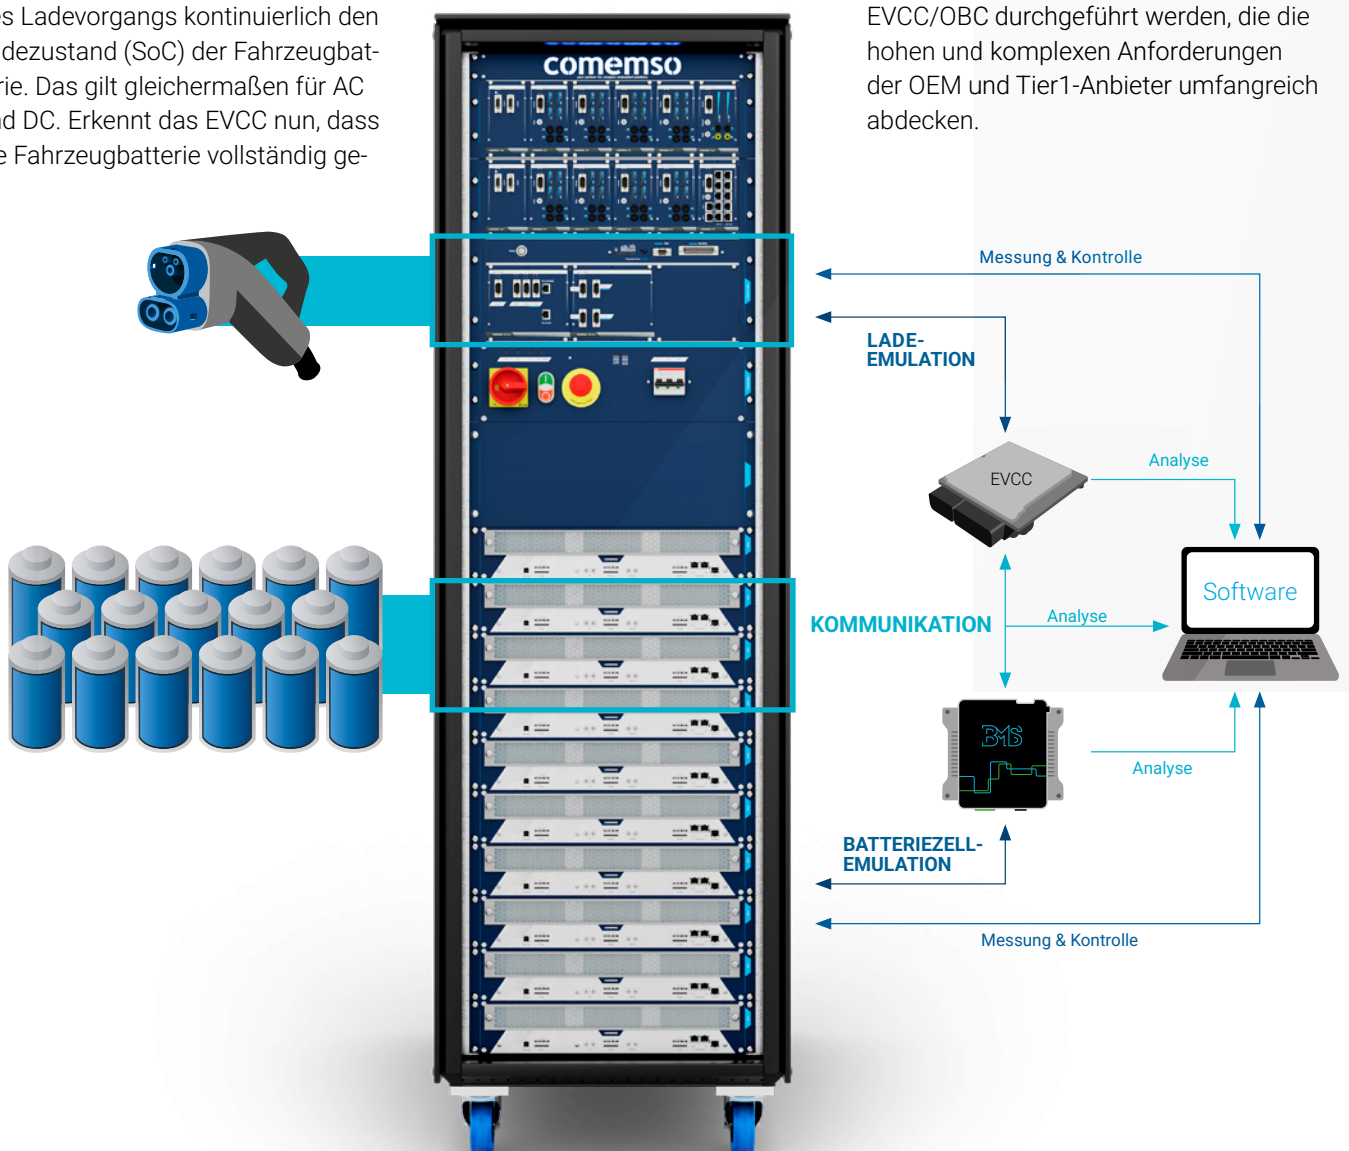 es Ladevorgangs kontinuierlich den
dezustand (SoC) der Fahrzeugbat-
rie. Das gilt gleichermaßen für AC
nd DC. Erkennt das EVCC nun, dass
e Fahrzeugbatterie vollständig ge-
EVCC/OBC durchgeführt werden, die die
hohen und komplexen Anforderungen
der OEM und Tier1-Anbieter umfangreich
abdecken.
comemso
Messung & Kontrolle
LADE-
EMULATION
EVCC
Analyse
Software
KOMMUNIKATION
Analyse
BMS
Analyse
BATTERIEZELL-
EMULATION
Messung & Kontrolle